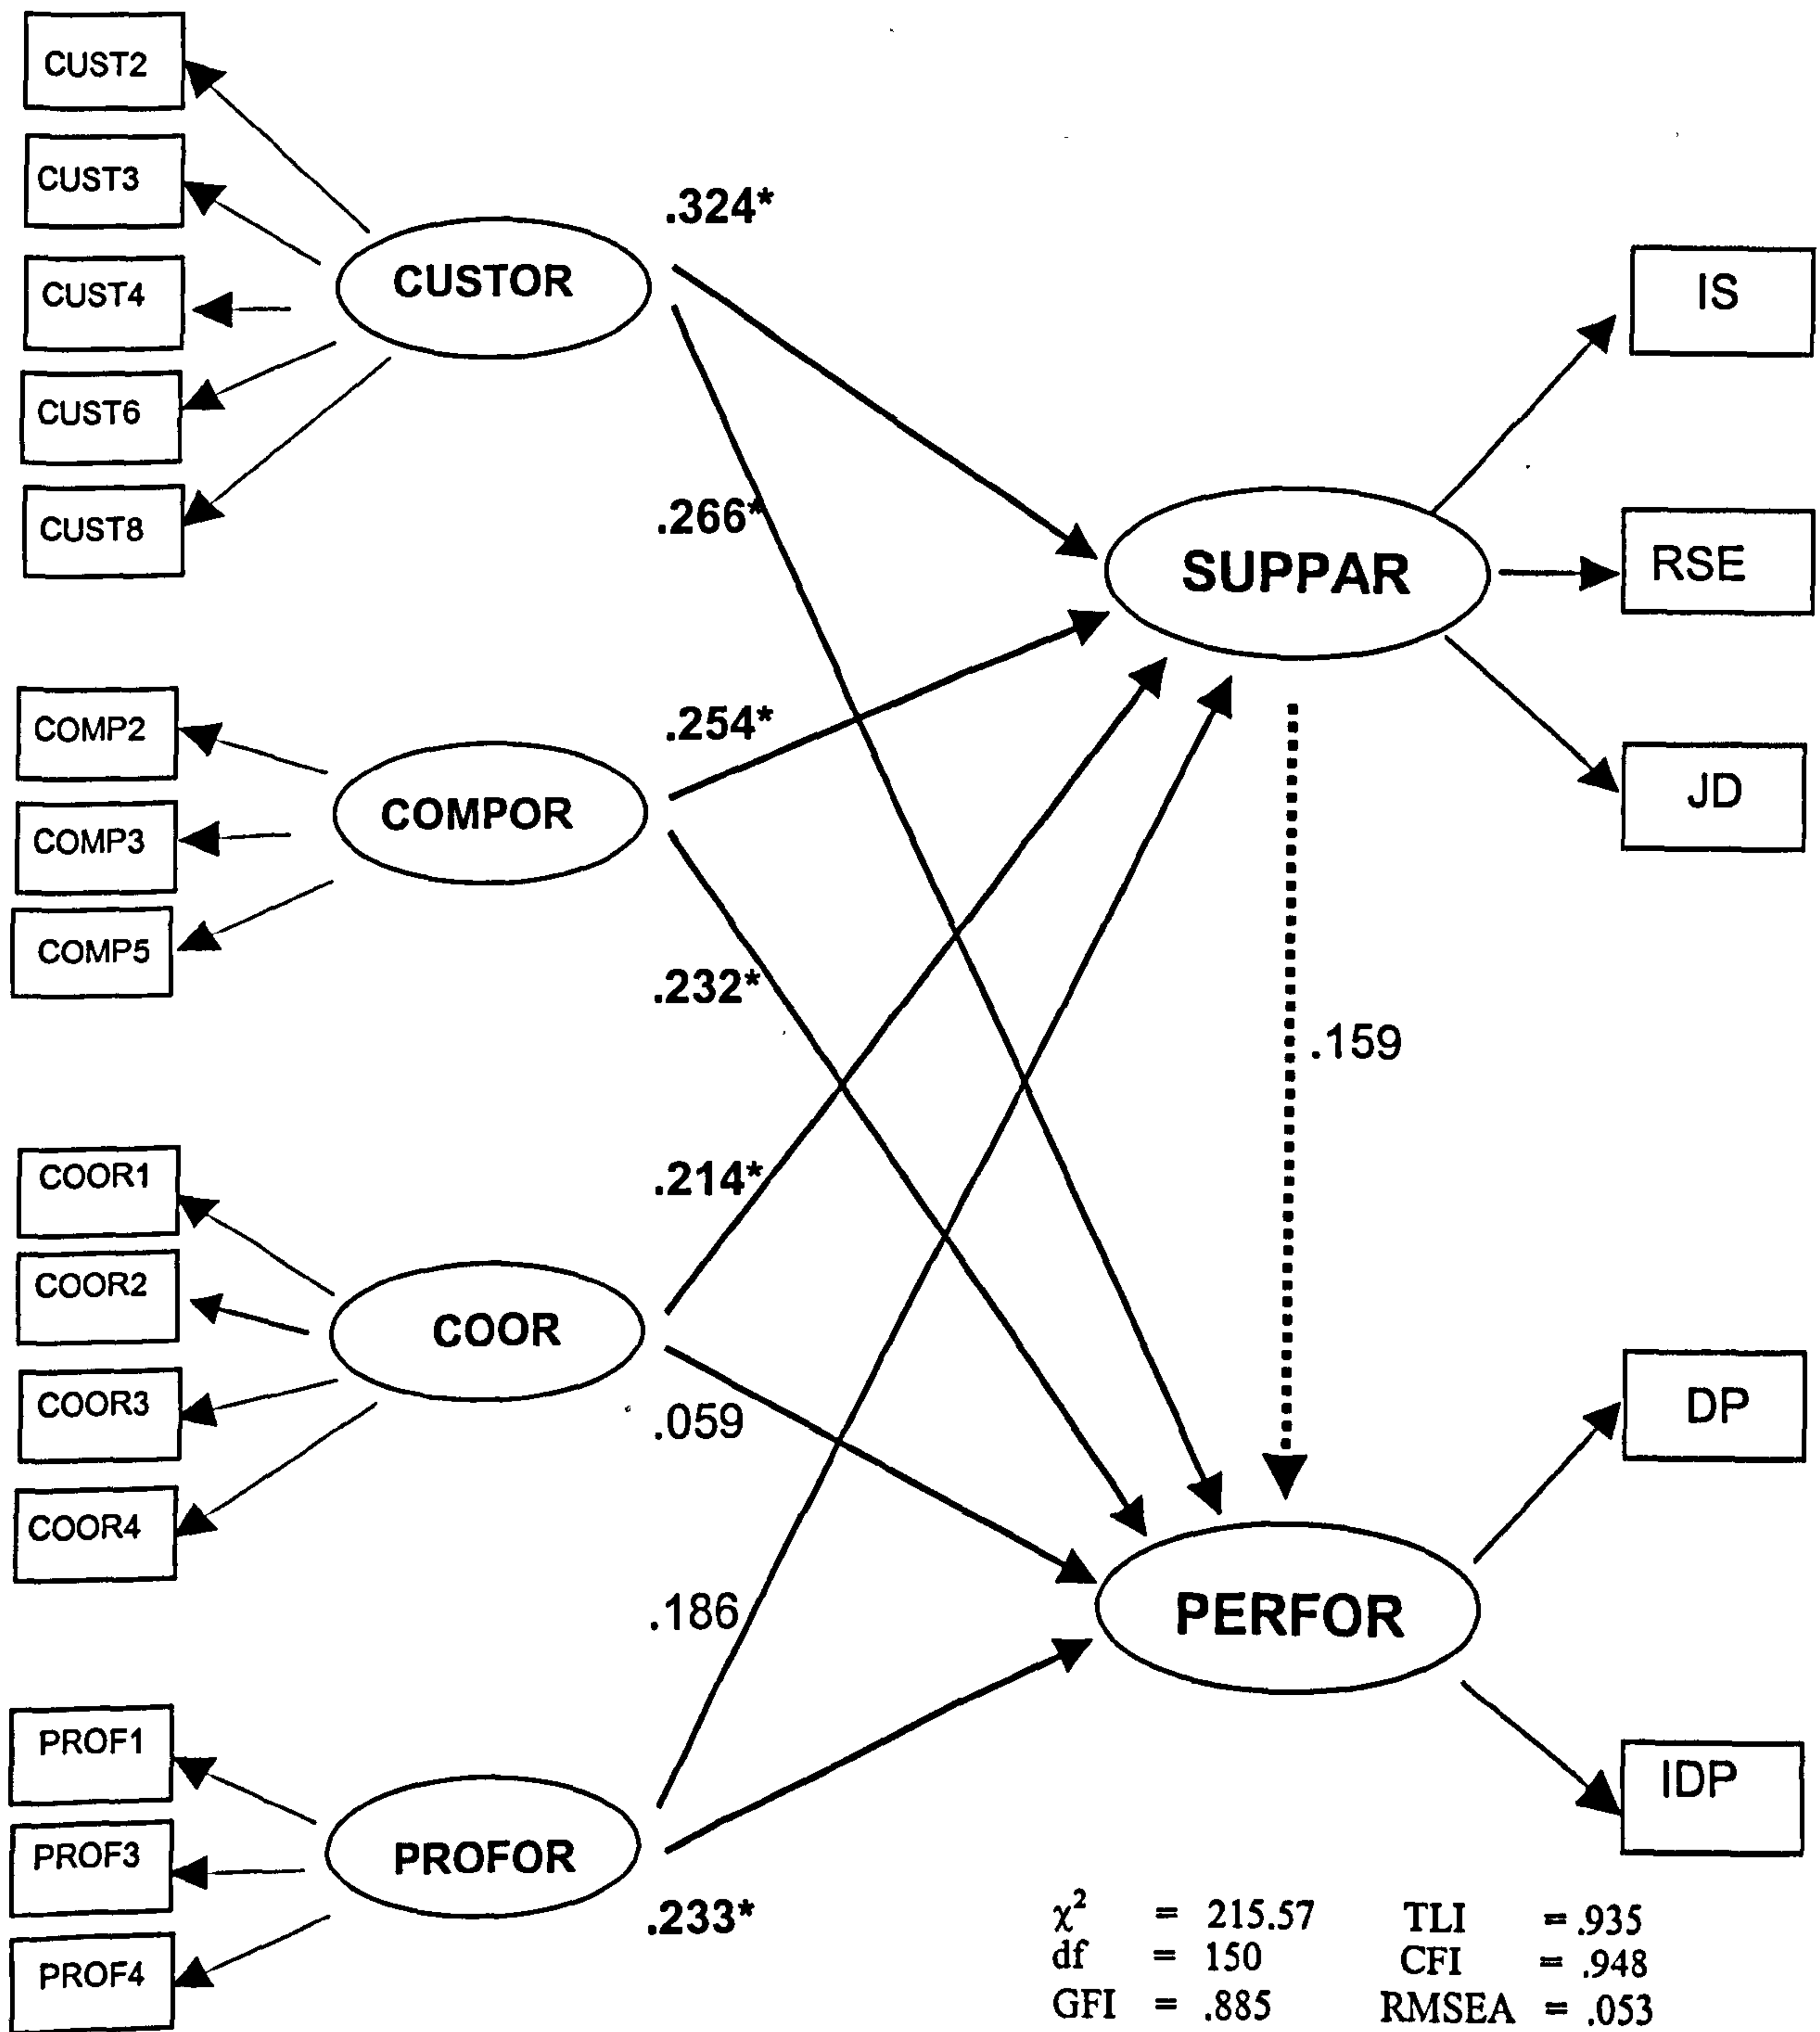 CUST2
CUST3
CUST4
CUST6
CUST8
CUSTOR
.324*
.266*
COMP2
COMP3
COMP5
COMPOR
.254*
.232*
COOR1
COOR2
COOR3
COOR4
COOR
.214*
.059
PROF1
PROF3
PROF4
PROFOR
.186
.233*
SUPPAR
IS
RSE
JD
.159
PERFOR
DP
IDP
χ² = 215.57 TLI = .935
df = 150 CFI = .948
GFI = .885 RMSEA = .053